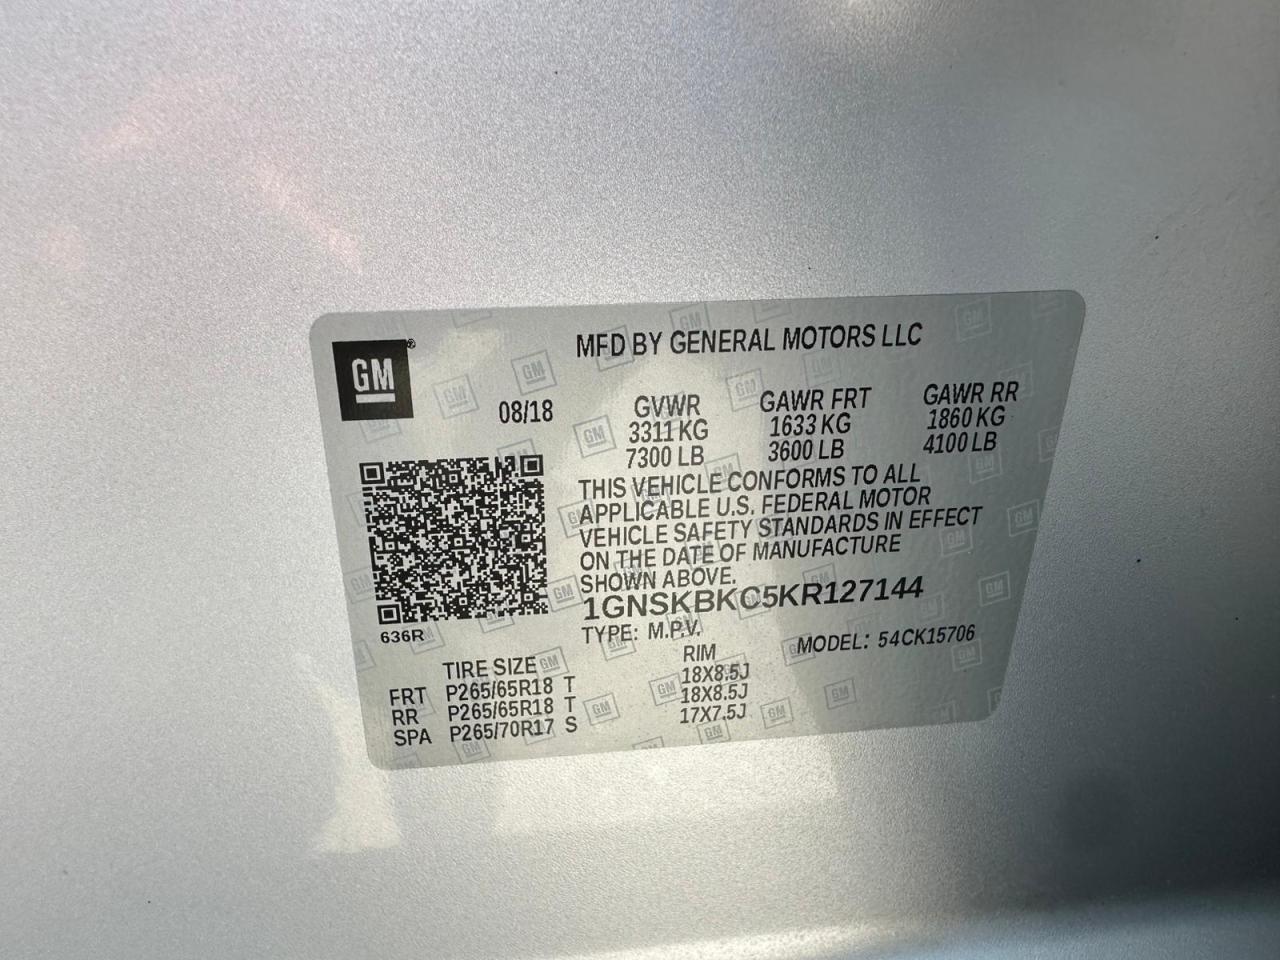 GM®
MFD BY GENERAL MOTORS LLC
08/18
GVWR GAWR FRT GAWR RR
3311 KG 1633 KG 1860 KG
7300 LB 3600 LB 4100 LB
THIS VEHICLE CONFORMS TO ALL
APPLICABLE U.S. FEDERAL MOTOR
VEHICLE SAFETY STANDARDS IN EFFECT
ON THE DATE OF MANUFACTURE
SHOWN ABOVE.
1GNSKBKC5KR127144
636R
TYPE: M.P.V. MODEL: 54CK15706
TIRE SIZE RIM
FRT P265/65R18 T 18X8.5J
RR P265/65R18 T 18X8.5J
SPA P265/70R17 S 17X7.5J